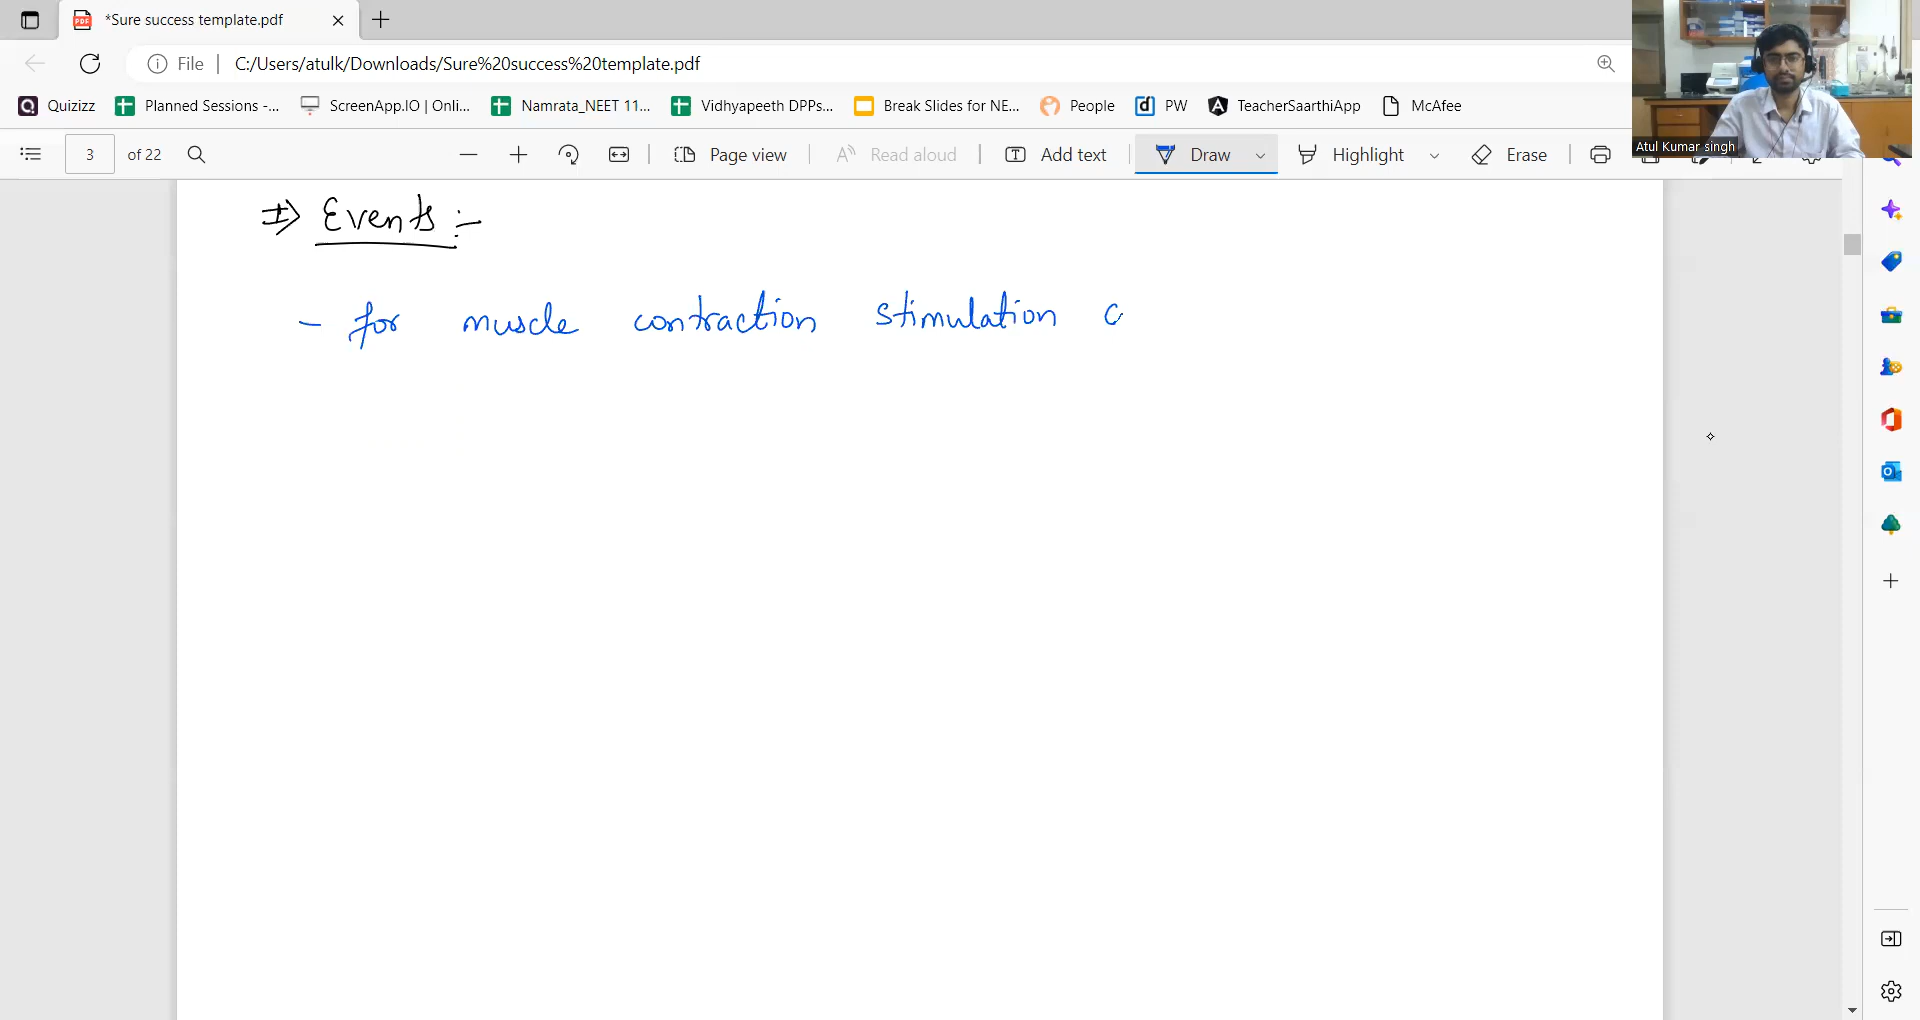 *Sure success template.pdf
File C:/Users/atulk/Downloads/Sure%20success%20template.pdf
Quizizz Planned Sessions -... ScreenApp.IO | Onli... Namrata_NEET 11... Vidhyapeeth DPPs... Break Slides for NE... People PW TeacherSaarthiApp McAfee
Atul Kumar singh
3 of 22 Page view Read aloud Add text Draw Highlight Erase
⇒ Events :-
- for muscle contraction stimulation c